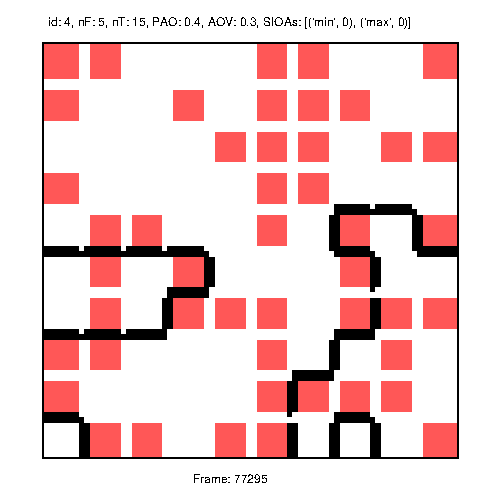 id: 4, nF: 5, nT: 15, PAO: 0.4, AOV: 0.3, SIOAs: [('min', 0), ('max', 0)]
Frame: 77295